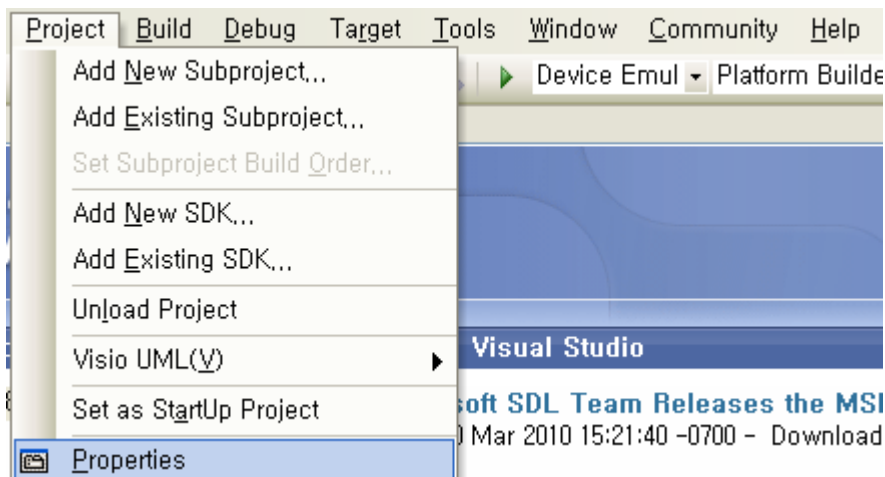 Project Build Debug Target Tools Window Community Help
Device Emul Platform Builde
Add New Subproject...
Add Existing Subproject...
Set Subproject Build Order...
Add New SDK...
Add Existing SDK...
Unload Project
Visio UML(V)
Set as StartUp Project
Properties
Visual Studio
soft SDL Team Releases the MSF
Mar 2010 15:21:40 -0700 - Download